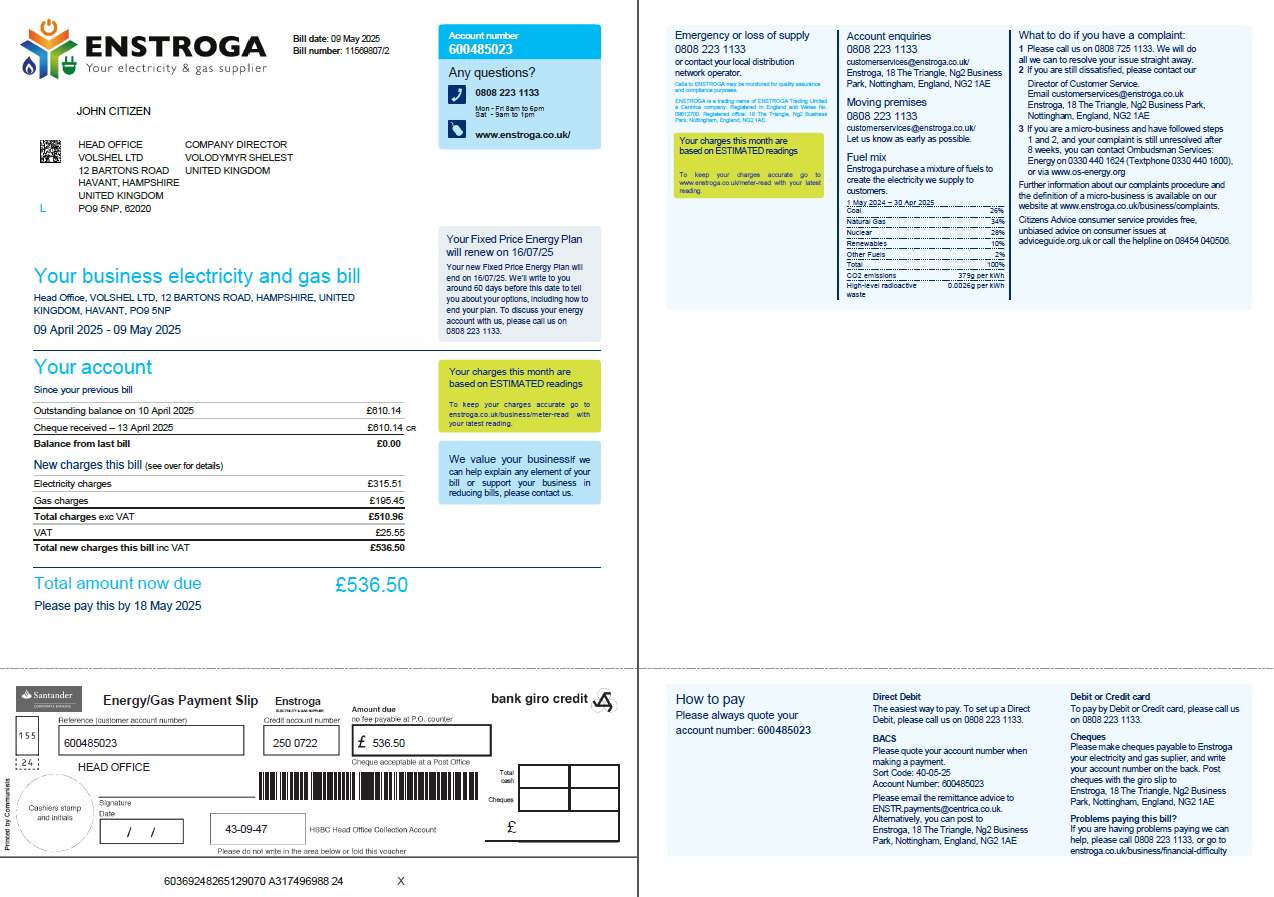 ENSTROGA
Your electricity & gas supplier
Bill date: 09 May 2025
Bill number: 11569807/2
Account number
600485023
Any questions?
0808 223 1133
Mon - Fri 8am to 6pm
Sat - 9am to 1pm
www.enstroga.co.uk/
JOHN CITIZEN
HEAD OFFICE
VOLSHEL LTD
12 BARTONS ROAD
HAVANT, HAMPSHIRE
UNITED KINGDOM
PO9 5NP, 62020
COMPANY DIRECTOR
VOLODYMYR SHELEST
UNITED KINGDOM
L
Your Fixed Price Energy Plan
will renew on 16/07/25
Your new Fixed Price Energy Plan will
end on 16/07/25. We'll write to you
around 60 days before this date to tell
you about your options, including how to
end your plan. To discuss your energy
account with us, please call us on
0808 223 1133.
Your business electricity and gas bill
Head Office, VOLSHEL LTD, 12 BARTONS ROAD, HAMPSHIRE, UNITED
KINGDOM, HAVANT, PO9 5NP
09 April 2025 - 09 May 2025
Your account
Since your previous bill
Outstanding balance on 10 April 2025 £610.14
Cheque received – 13 April 2025 £610.14 CR
Balance from last bill £0.00
New charges this bill (see over for details)
Electricity charges £315.51
Gas charges £195.45
Total charges exc VAT £510.96
VAT £25.55
Total new charges this bill inc VAT £536.50
Your charges this month are
based on ESTIMATED readings
To keep your charges accurate go to
enstroga.co.uk/business/meter-read with
your latest reading.
We value your businessIf we
can help explain any element of your
bill or support your business in
reducing bills, please contact us.
Total amount now due £536.50
Please pay this by 18 May 2025
Santander
CORPORATE BANKING
Energy/Gas Payment Slip
Enstroga
ELECTRICITY & GAS SUPPLIER
bank giro credit
Amount due
no fee payable at P.O. counter
Reference (customer account number)
Credit account number
155
24
600485023
250 0722
£ 536.50
Cheque acceptable at a Post Office
HEAD OFFICE
Total
cash
Cheques
£
Cashiers stamp
and initials
Signature
Date
/ /
43-09-47
HSBC Head Office Collection Account
Please do not write in the area below or fold this voucher
Printed by Communisis
60369248265129070 A317496988 24 X
Emergency or loss of supply
0808 223 1133
or contact your local distribution
network operator.
Calls to ENSTROGA may be monitored for quality assurance
and compliance purposes.
ENSTROGA is a trading name of ENSTROGA Trading Limited
a Centrica company. Registered in England and Wales No.
09612700. Registered office: 18 The Triangle, Ng2 Business
Park, Nottingham, England, NG2 1AE .
Your charges this month are
based on ESTIMATED readings
To keep your charges accurate go to
www.enstroga.co.uk/meter-read with your latest
reading.
Account enquiries
0808 223 1133
customerservices@enstroga.co.uk/
Enstroga, 18 The Triangle, Ng2 Business
Park, Nottingham, England, NG2 1AE
Moving premises
0808 223 1133
customerservices@enstroga.co.uk/
Let us know as early as possible.
Fuel mix
Enstroga purchase a mixture of fuels to
create the electricity we supply to
customers.
1 May 2024 – 30 Apr 2025
Coal 26%
Natural Gas 34%
Nuclear 28%
Renewables 10%
Other Fuels 2%
Total 100%
CO2 emissions 379g per kWh
High-level radioactive 0.0026g per kWh
waste
What to do if you have a complaint:
1 Please call us on 0808 725 1133. We will do
all we can to resolve your issue straight away.
2 If you are still dissatisfied, please contact our
Director of Customer Service.
Email customerservices@enstroga.co.uk
Enstroga, 18 The Triangle, Ng2 Business Park,
Nottingham, England, NG2 1AE
3 If you are a micro-business and have followed steps
1 and 2, and your complaint is still unresolved after
8 weeks, you can contact Ombudsman Services:
Energy on 0330 440 1624 (Textphone 0330 440 1600),
or via www.os-energy.org
Further information about our complaints procedure and
the definition of a micro-business is available on our
website at www.enstroga.co.uk/business/complaints.
Citizens Advice consumer service provides free,
unbiased advice on consumer issues at
adviceguide.org.uk or call the helpline on 08454 040506.
How to pay
Please always quote your
account number: 600485023
Direct Debit
The easiest way to pay. To set up a Direct
Debit, please call us on 0808 223 1133.
BACS
Please quote your account number when
making a payment.
Sort Code: 40-05-25
Account Number: 600485023
Please email the remittance advice to
ENSTR.payments@centrica.co.uk.
Alternatively, you can post to
Enstroga, 18 The Triangle, Ng2 Business
Park, Nottingham, England, NG2 1AE
Debit or Credit card
To pay by Debit or Credit card, please call us
on 0808 223 1133.
Cheques
Please make cheques payable to Enstroga
your electricity and gas suplier, and write
your account number on the back. Post
cheques with the giro slip to
Enstroga, 18 The Triangle, Ng2 Business
Park, Nottingham, England, NG2 1AE
Problems paying this bill?
If you are having problems paying we can
help, please call 0808 223 1133, or go to
enstroga.co.uk/business/financial-difficulty